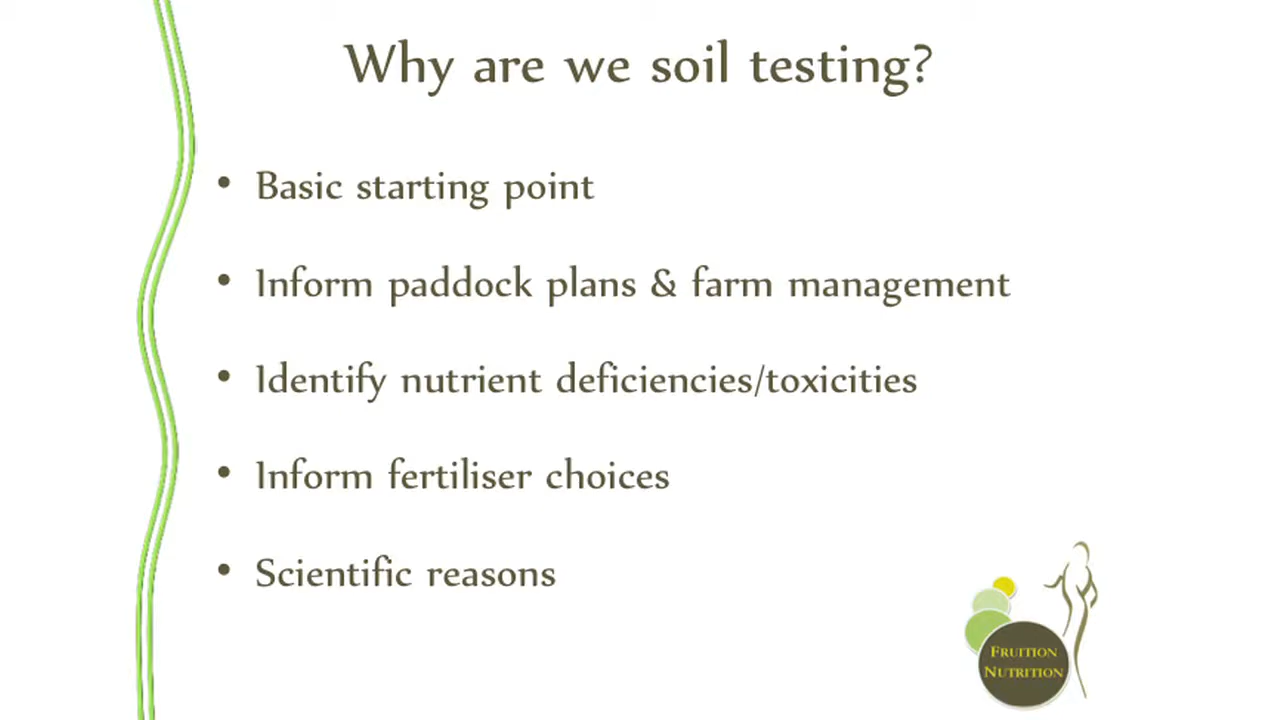 Why are we soil testing?
• Basic starting point
• Inform paddock plans & farm management
• Identify nutrient deficiencies/toxicities
• Inform fertiliser choices
• Scientific reasons
FRUITION
NUTRITION